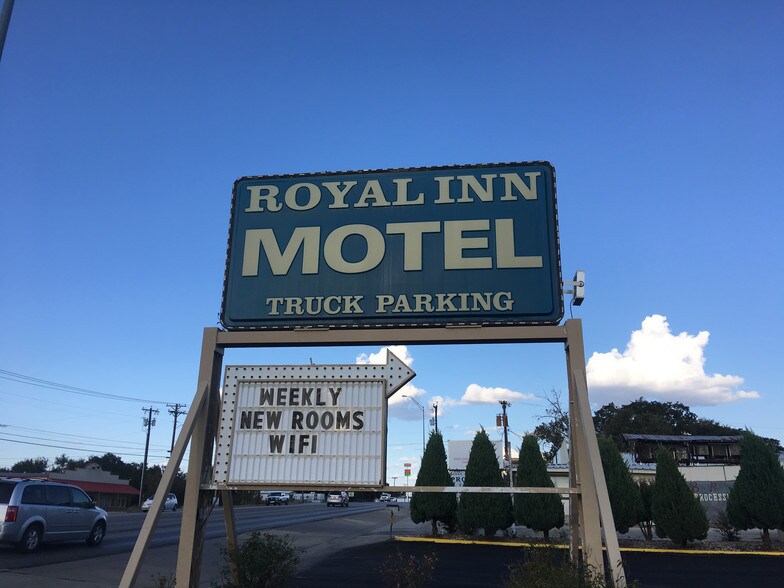 ROYAL INN
MOTEL
TRUCK PARKING
WEEKLY
NEW ROOMS
WIFI